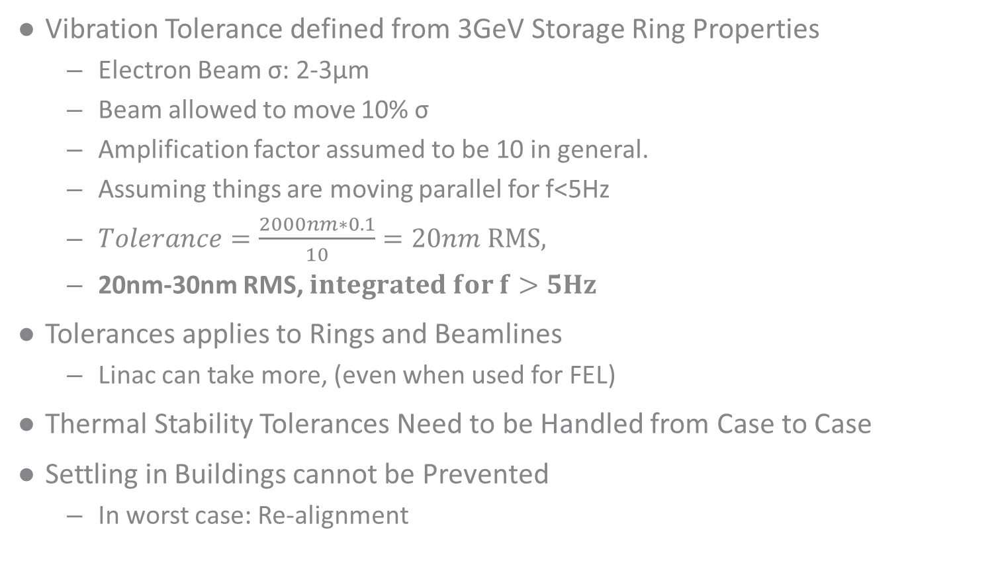 ● Vibration Tolerance defined from 3GeV Storage Ring Properties
– Electron Beam σ: 2-3µm
– Beam allowed to move 10% σ
– Amplification factor assumed to be 10 in general.
– Assuming things are moving parallel for f<5Hz
– Tolerance = 2000nm*0.1 / 10 = 20nm RMS,
– 20nm-30nm RMS, integrated for f > 5Hz
● Tolerances applies to Rings and Beamlines
– Linac can take more, (even when used for FEL)
● Thermal Stability Tolerances Need to be Handled from Case to Case
● Settling in Buildings cannot be Prevented
– In worst case: Re-alignment